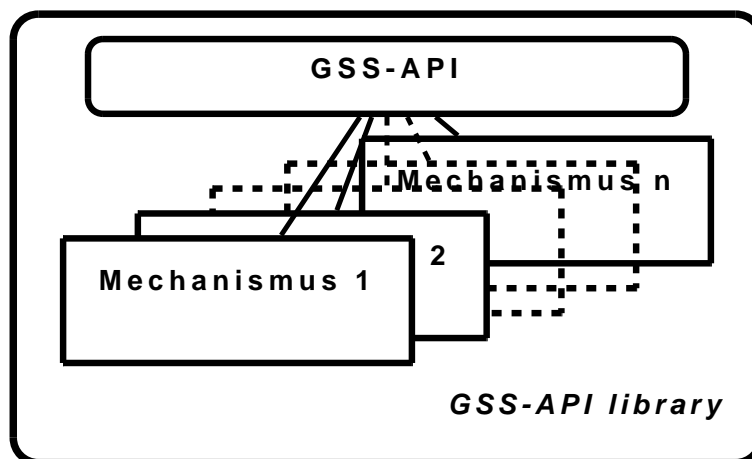 GSS-API
Mechanismus n
2
Mechanismus 1
GSS-API library